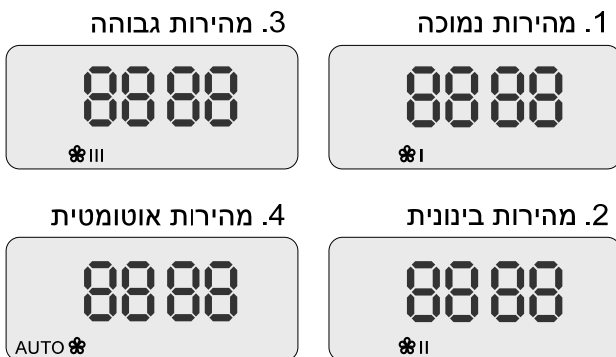 1. מהירות נמוכה
8888
I
2. מהירות בינונית
8888
II
3. מהירות גבוהה
8888
III
4. מהירות אוטומטית
8888
AUTO